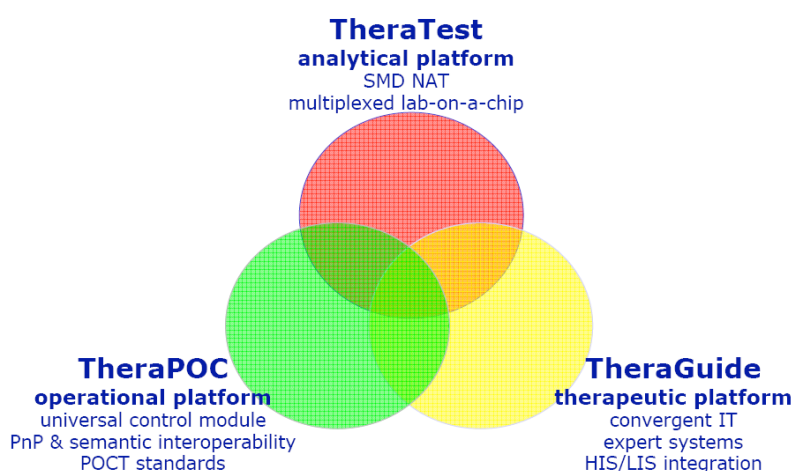 TheraTest
analytical platform
SMD NAT
multiplexed lab-on-a-chip
TheraPOC
operational platform
universal control module
PnP & semantic interoperability
POCT standards
TheraGuide
therapeutic platform
convergent IT
expert systems
HIS/LIS integration